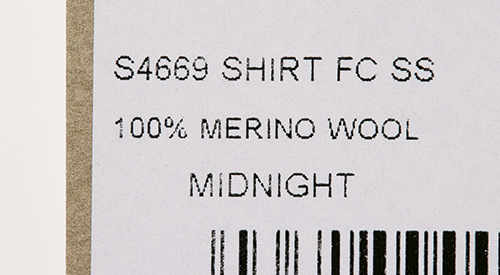 S4669 SHIRT FC SS
100% MERINO WOOL
MIDNIGHT